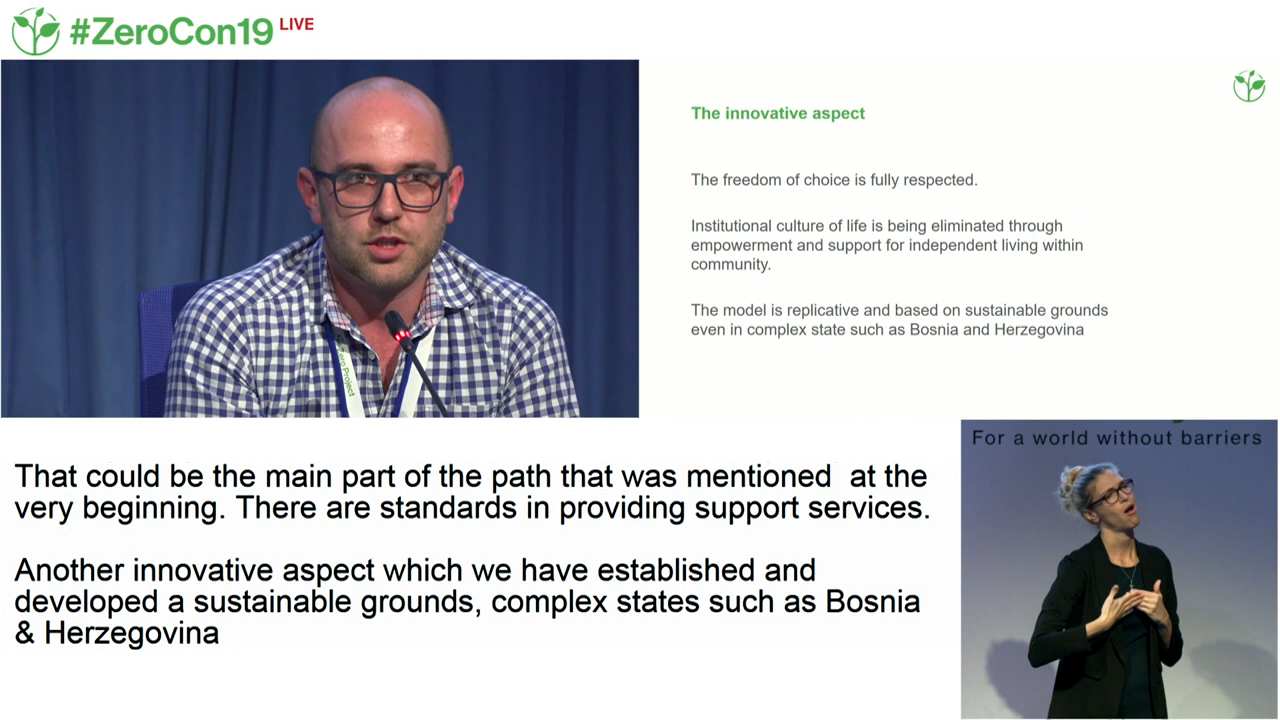 #ZeroCon19 LIVE
The innovative aspect
The freedom of choice is fully respected.
Institutional culture of life is being eliminated through
empowerment and support for independent living within
community.
The model is replicative and based on sustainable grounds
even in complex state such as Bosnia and Herzegovina
Zero Project
That could be the main part of the path that was mentioned  at the
very beginning. There are standards in providing support services.
Another innovative aspect which we have established and
developed a sustainable grounds, complex states such as Bosnia
& Herzegovina
For a world without barriers